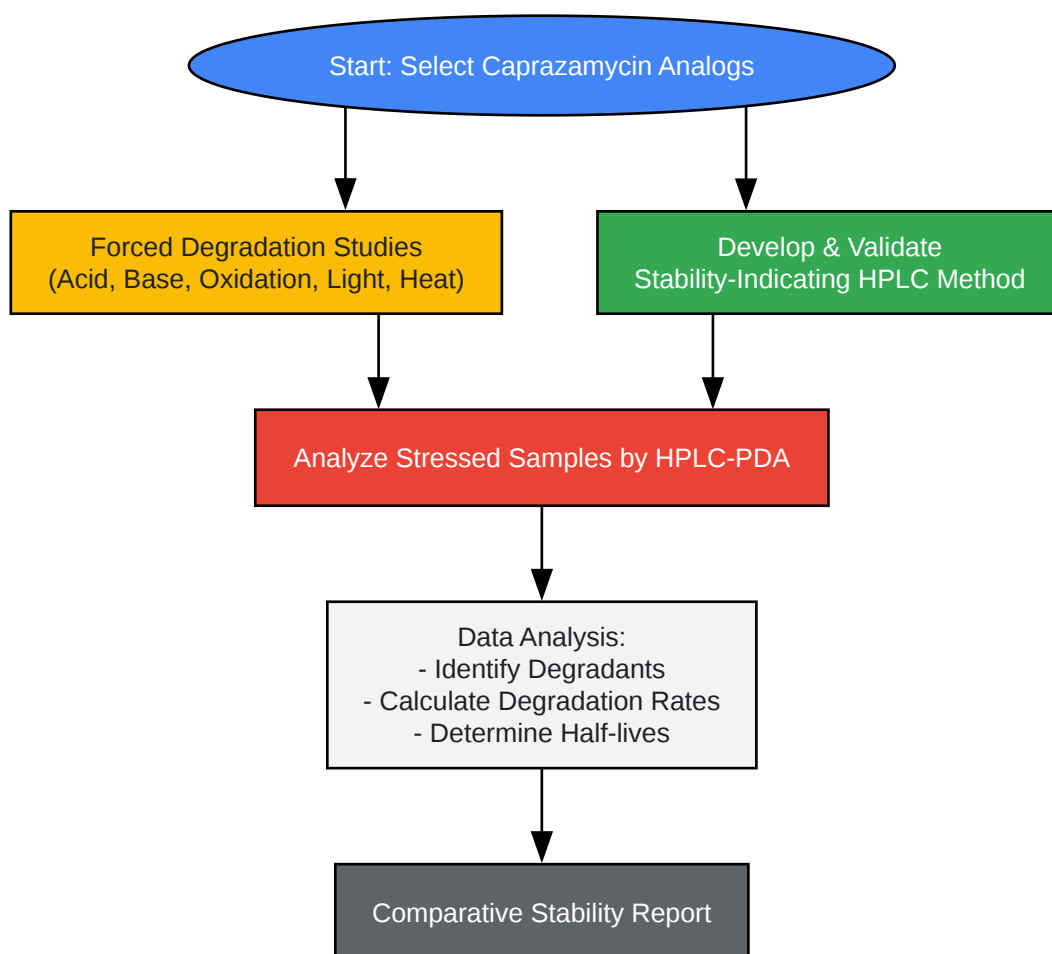 Start: Select Caprazamycin Analogs
Forced Degradation Studies
(Acid, Base, Oxidation, Light, Heat)
Develop & Validate
Stability-Indicating HPLC Method
Analyze Stressed Samples by HPLC-PDA
Data Analysis:
- Identify Degradants
- Calculate Degradation Rates
- Determine Half-lives
Comparative Stability Report